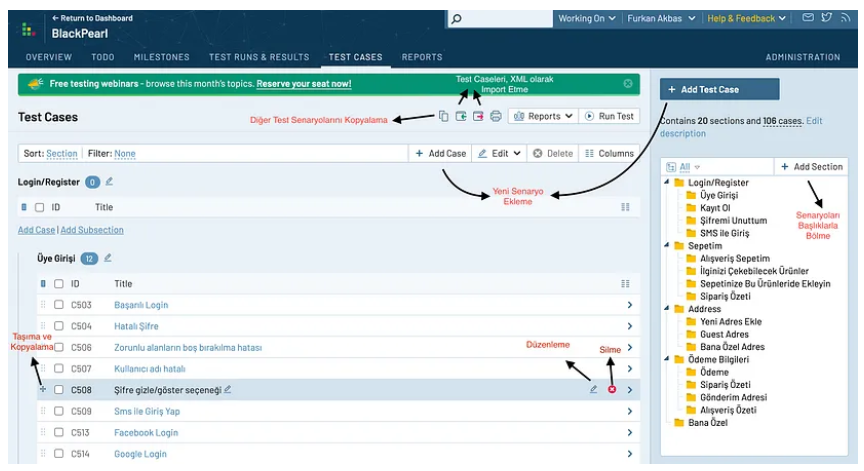 ← Return to Dashboard
BlackPearl
Working On
Furkan Akbas
Help & Feedback
OVERVIEW TODO MILESTONES TEST RUNS & RESULTS TEST CASES REPORTS ADMINISTRATION
Free testing webinars - browse this month's topics. Reserve your seat now!
Test Caseleri, XML olarak
Import Etme
+ Add Test Case
Test Cases
Diğer Test Senaryolarını Kopyalama
Reports
Run Test
Contains 20 sections and 106 cases. Edit
description
Sort: Section Filter: None
+ Add Case Edit Delete Columns
All + Add Section
Login/Register 0
Yeni Senaryo
Ekleme
ID Title
Add Case | Add Subsection
Üye Girişi 12
ID Title
C503 Başarılı Login
C504 Hatalı Şifre
Taşıma ve
Kopyalama
C506 Zorunlu alanların boş bırakılma hatası
C507 Kullanıcı adı hatalı
Düzenleme
Silme
C508 Şifre gizle/göster seçeneği
C509 Sms ile Giriş Yap
C513 Facebook Login
C514 Google Login
Login/Register
Üye Girişi
Kayıt Ol
Şifremi Unuttum
SMS ile Giriş
Senaryoları
Başlıklarla
Bölme
Sepetim
Alışveriş Sepetim
İlginizi Çekebilecek Ürünler
Sepetinize Bu Ürünleride Ekleyin
Sipariş Özeti
Address
Yeni Adres Ekle
Guest Adres
Bana Özel Adres
Ödeme Bilgileri
Ödeme
Sipariş Özeti
Gönderim Adresi
Alışveriş Özeti
Bana Özel